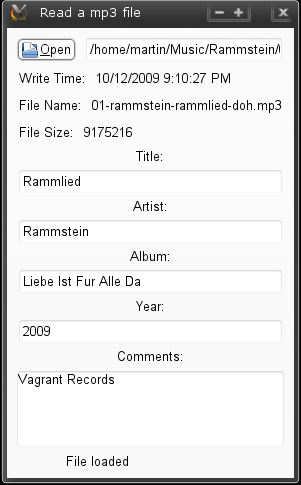 Read a mp3 file
Open /home/martin/Music/Rammstein/
Write Time: 10/12/2009 9:10:27 PM
File Name: 01-rammstein-rammlied-doh.mp3
File Size: 9175216
Title:
Rammlied
Artist:
Rammstein
Album:
Liebe Ist Fur Alle Da
Year:
2009
Comments:
Vagrant Records
File loaded